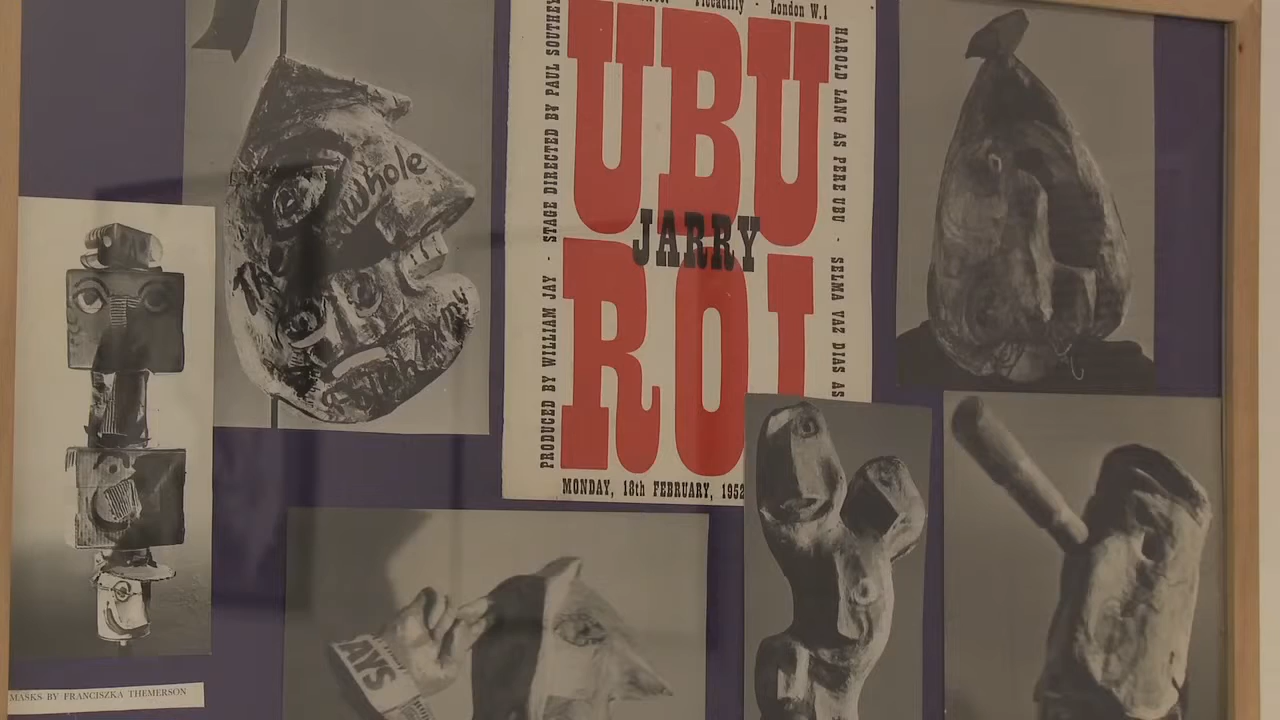 Piccadilly - London W.1
UBU
JARRY
ROI
MONDAY, 18th FEBRUARY, 1952
PRODUCED BY WILLIAM JAY - STAGE DIRECTED BY PAUL SOUTHEY
HAROLD LANG AS PERE UBU - SELMA VAZ DIAS AS
whole
AYS
MASKS BY FRANCISZKA THEMERSON